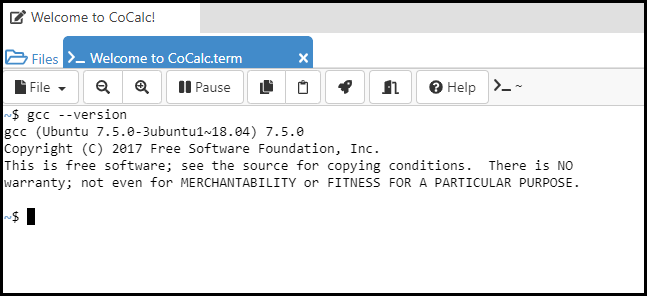 Welcome to CoCalc!
Files Welcome to CoCalc.term ×
File Pause Help >_ ~
~$ gcc --version
gcc (Ubuntu 7.5.0-3ubuntu1~18.04) 7.5.0
Copyright (C) 2017 Free Software Foundation, Inc.
This is free software; see the source for copying conditions.  There is NO
warranty; not even for MERCHANTABILITY or FITNESS FOR A PARTICULAR PURPOSE.
~$